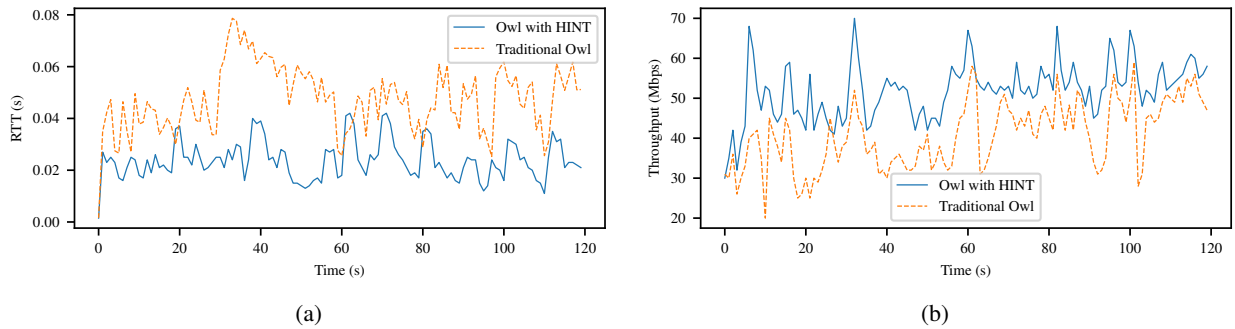 0.08
0.06
0.04
0.02
0.00
RTT (s)
Owl with HINT
Traditional Owl
0 20 40 60 80 100 120
Time (s)
(a)
70
60
50
40
30
20
Throughput (Mbps)
Owl with HINT
Traditional Owl
0 20 40 60 80 100 120
Time (s)
(b)